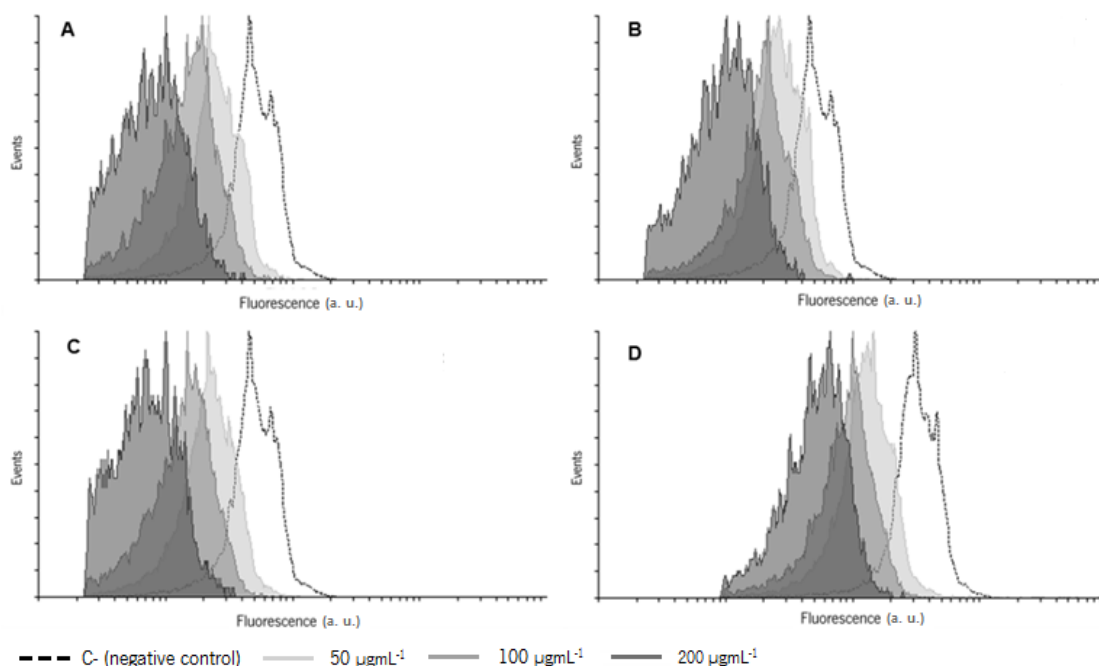 A
B
Events
Events
Fluorescence (a. u.)
Fluorescence (a. u.)
C
D
Events
Events
Fluorescence (a. u.)
Fluorescence (a. u.)
C- (negative control) 50 µgmL⁻¹ 100 µgmL⁻¹ 200 µgmL⁻¹